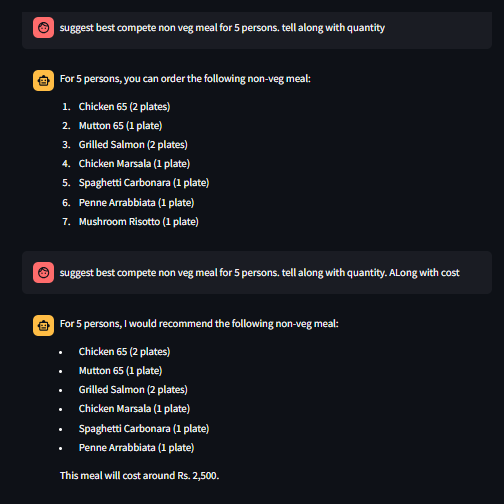 suggest best compete non veg meal for 5 persons. tell along with quantity
For 5 persons, you can order the following non-veg meal:
1. Chicken 65 (2 plates)
2. Mutton 65 (1 plate)
3. Grilled Salmon (2 plates)
4. Chicken Marsala (1 plate)
5. Spaghetti Carbonara (1 plate)
6. Penne Arrabbiata (1 plate)
7. Mushroom Risotto (1 plate)
suggest best compete non veg meal for 5 persons. tell along with quantity. ALong with cost
For 5 persons, I would recommend the following non-veg meal:
• Chicken 65 (2 plates)
• Mutton 65 (1 plate)
• Grilled Salmon (2 plates)
• Chicken Marsala (1 plate)
• Spaghetti Carbonara (1 plate)
• Penne Arrabbiata (1 plate)
This meal will cost around Rs. 2,500.